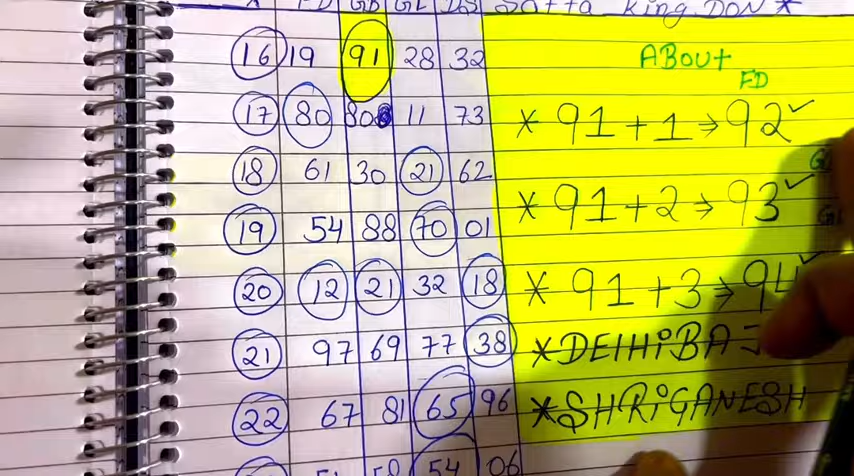 FD GD GL DS Satta King DON *
16 19 91 28 32
ABout
FD
17 80 80 11 73
* 91 + 1 → 92 ✓
18 61 30 21 62
* 91 + 2 → 93 ✓
19 54 88 70 01
20 12 21 32 18
* 91 + 3 → 94 ✓
21 97 69 77 38
* DElHiBA
22 67 81 65 96
* SHRiGANESH
54 06